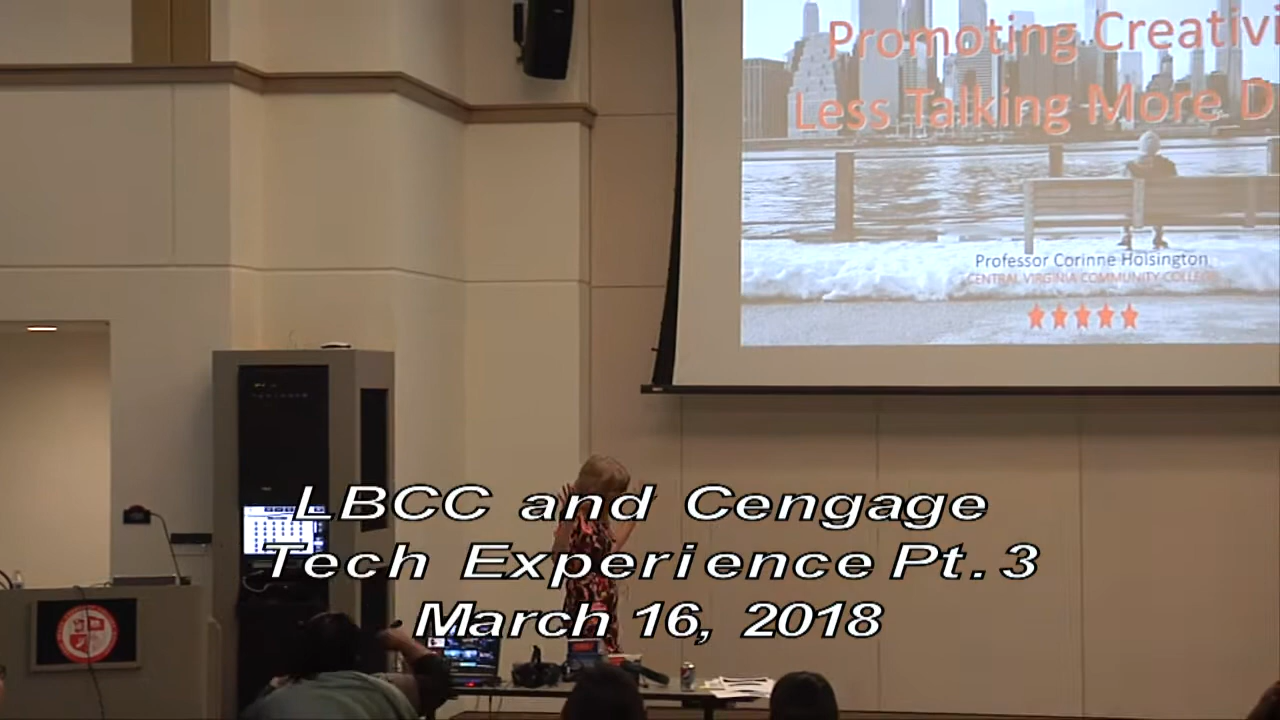 Promoting Creativi
Less Talking More D
Professor Corinne Hoisington
CENTRAL VIRGINIA COMMUNITY COLLEGE
LBCC and Cengage
Tech Experience Pt. 3
March 16, 2018